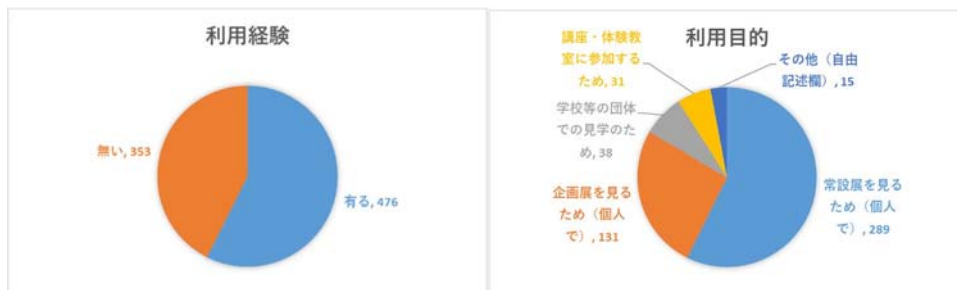 利用経験
無い, 353
有る, 476
利用目的
講座・体験教
室に参加する
ため, 31
その他（自由
記述欄）, 15
学校等の団体
での見学のた
め, 38
企画展を見る
ため（個人
で）, 131
常設展を見る
ため（個人
で）, 289